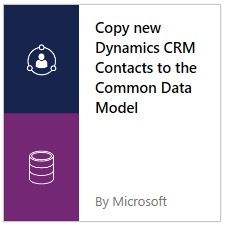 Copy new
Dynamics CRM
Contacts to the
Common Data
Model
By Microsoft